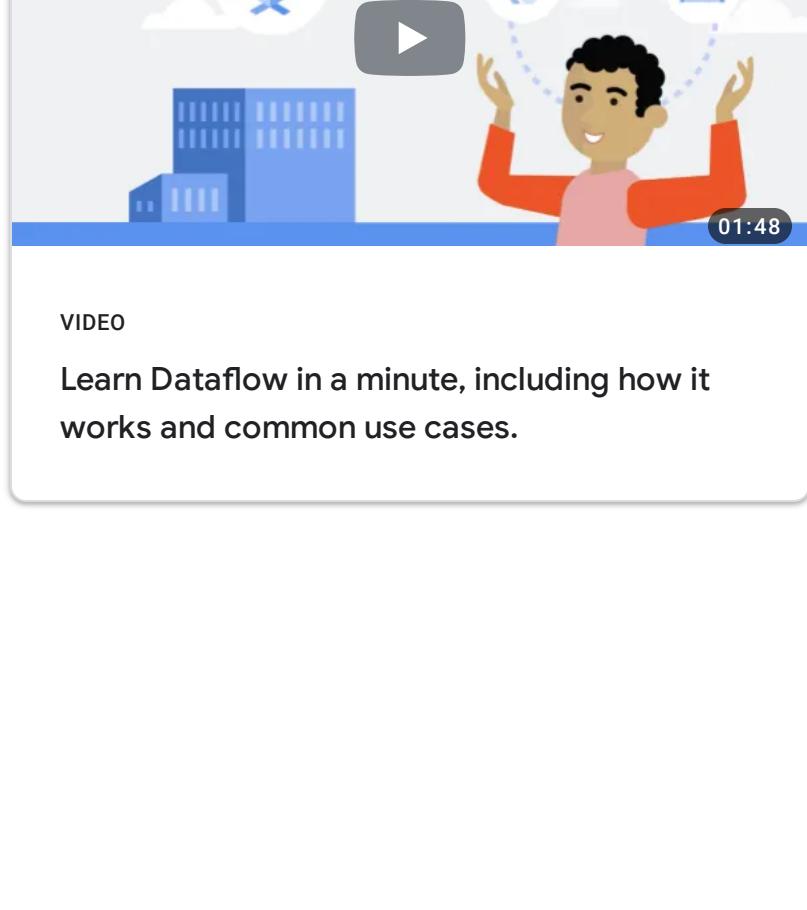 01:48
VIDEO
Learn Dataflow in a minute, including how it
works and common use cases.